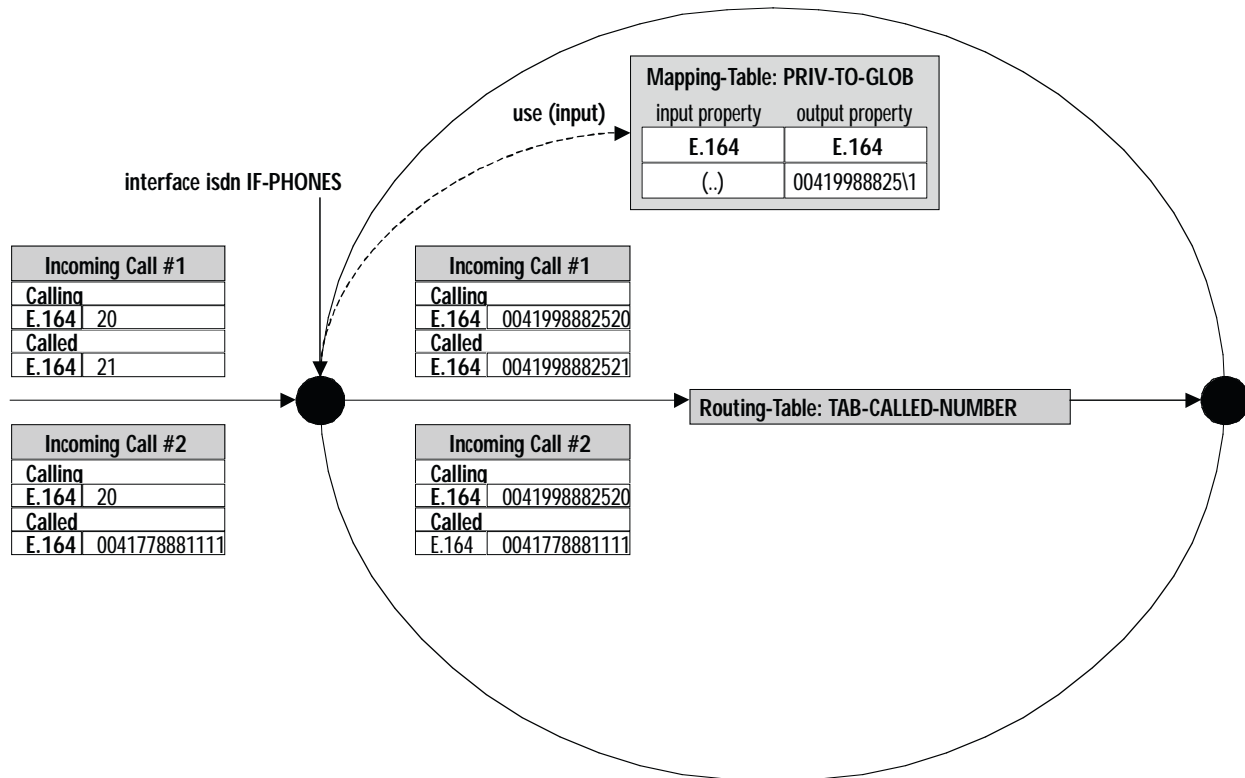 Mapping-Table: PRIV-TO-GLOB
input property output property
E.164 E.164
(..) 00419988825\1
use (input)
interface isdn IF-PHONES
Incoming Call #1
Calling
E.164 20
Called
E.164 21
Incoming Call #1
Calling
E.164 0041998882520
Called
E.164 0041998882521
Routing-Table: TAB-CALLED-NUMBER
Incoming Call #2
Calling
E.164 20
Called
E.164 0041778881111
Incoming Call #2
Calling
E.164 0041998882520
Called
E.164 0041778881111